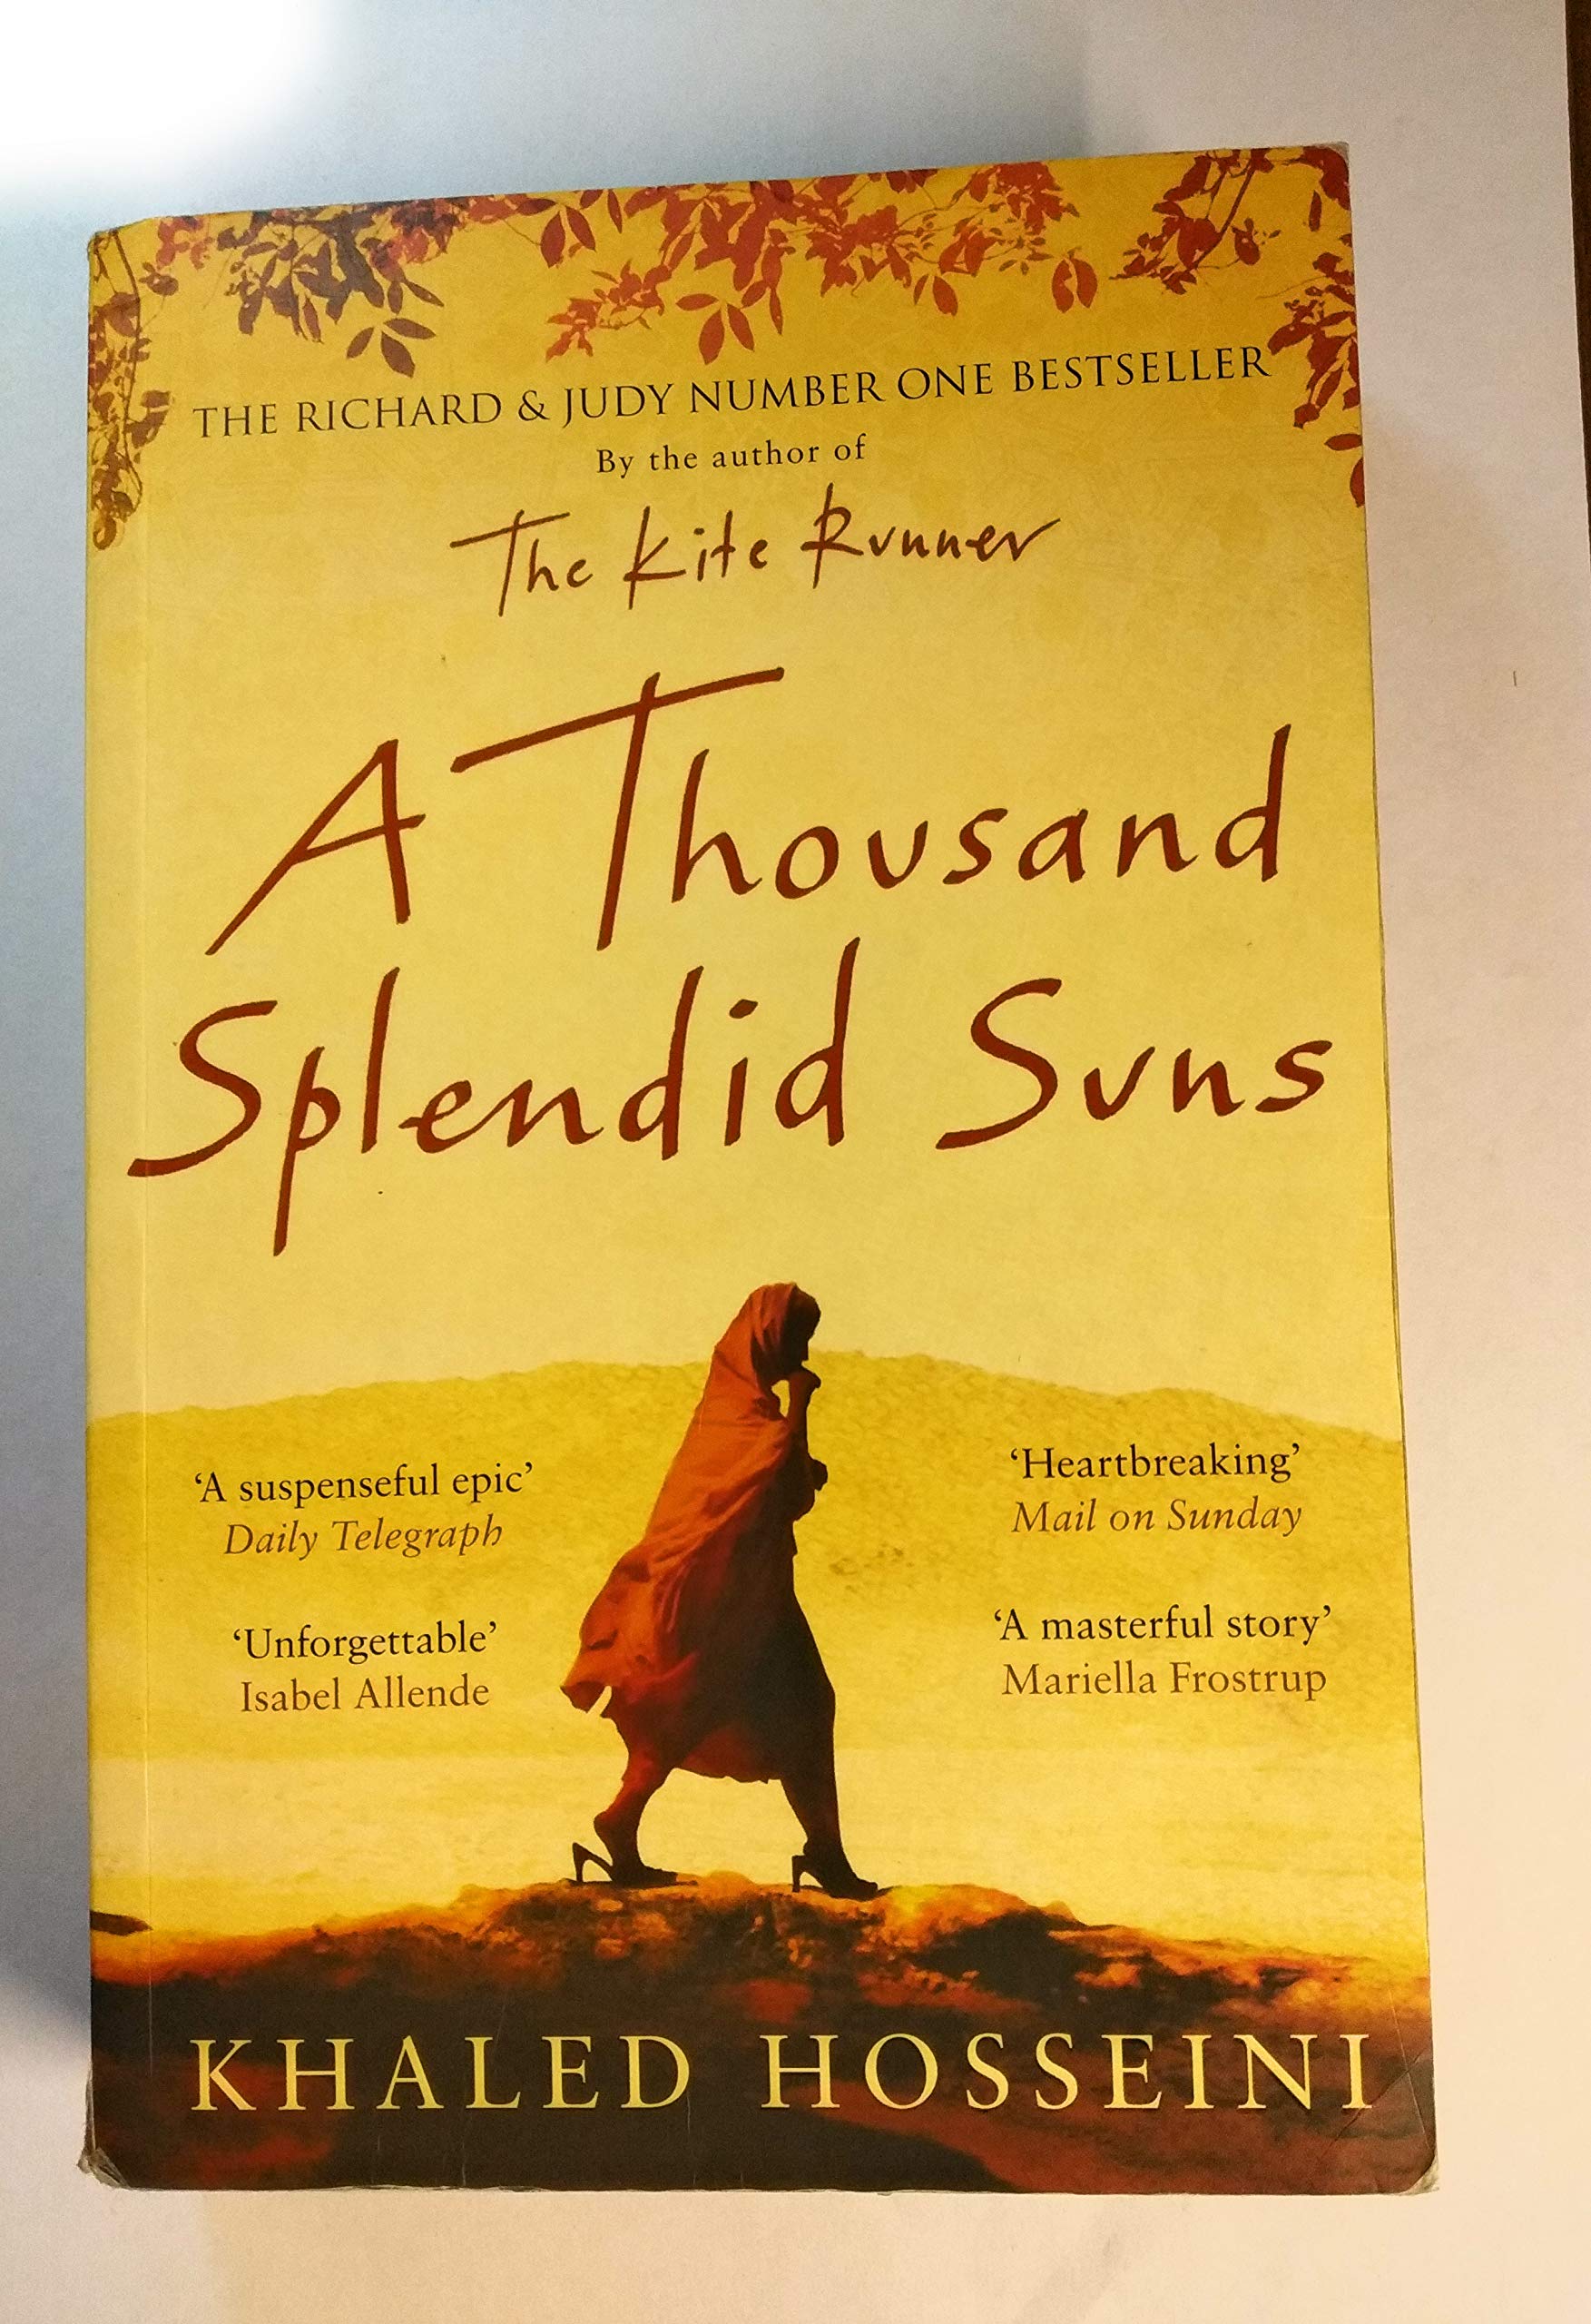 THE RICHARD & JUDY NUMBER ONE BESTSELLER
By the author of
The Kite Runner
A Thousand
Splendid Suns
‘A suspenseful epic’
Daily Telegraph
‘Unforgettable’
Isabel Allende
‘Heartbreaking’
Mail on Sunday
‘A masterful story’
Mariella Frostrup
KHALED HOSSEINI